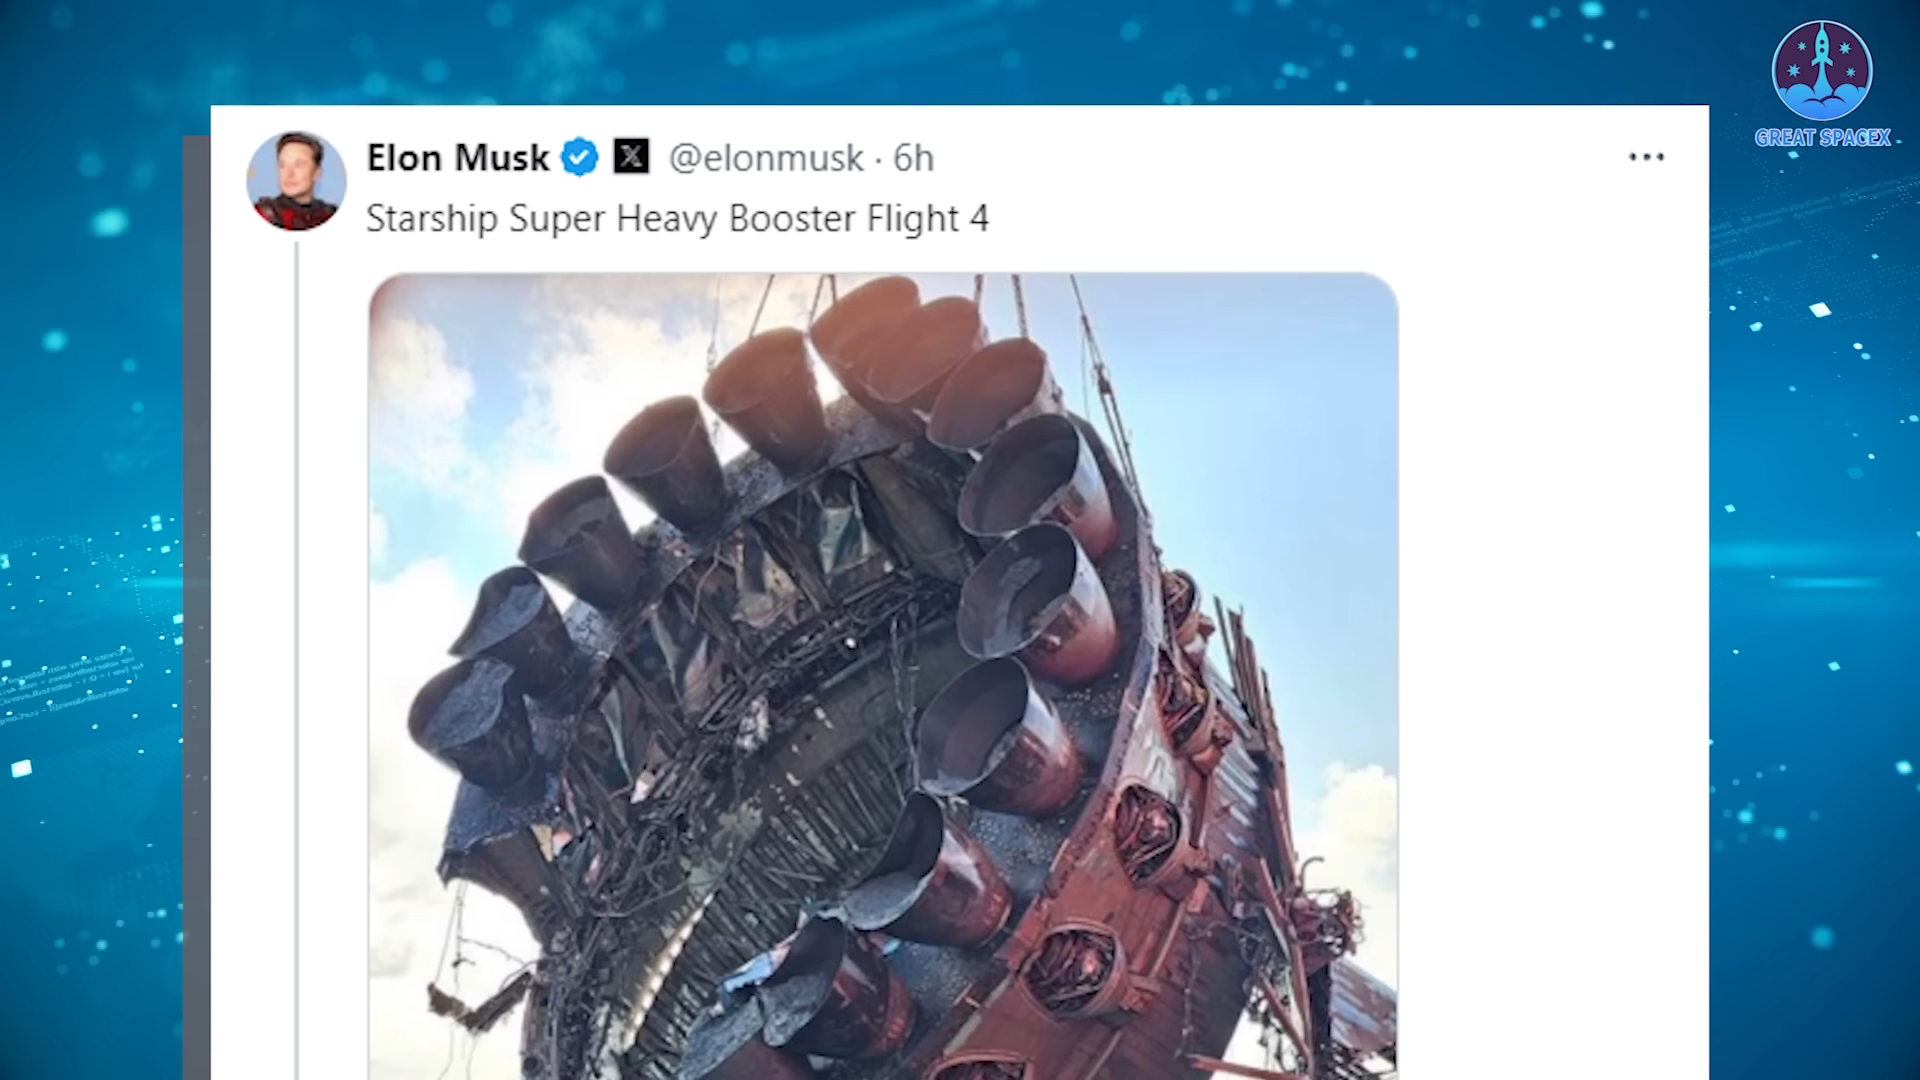 GREAT SPACEX
Elon Musk @elonmusk · 6h
Starship Super Heavy Booster Flight 4